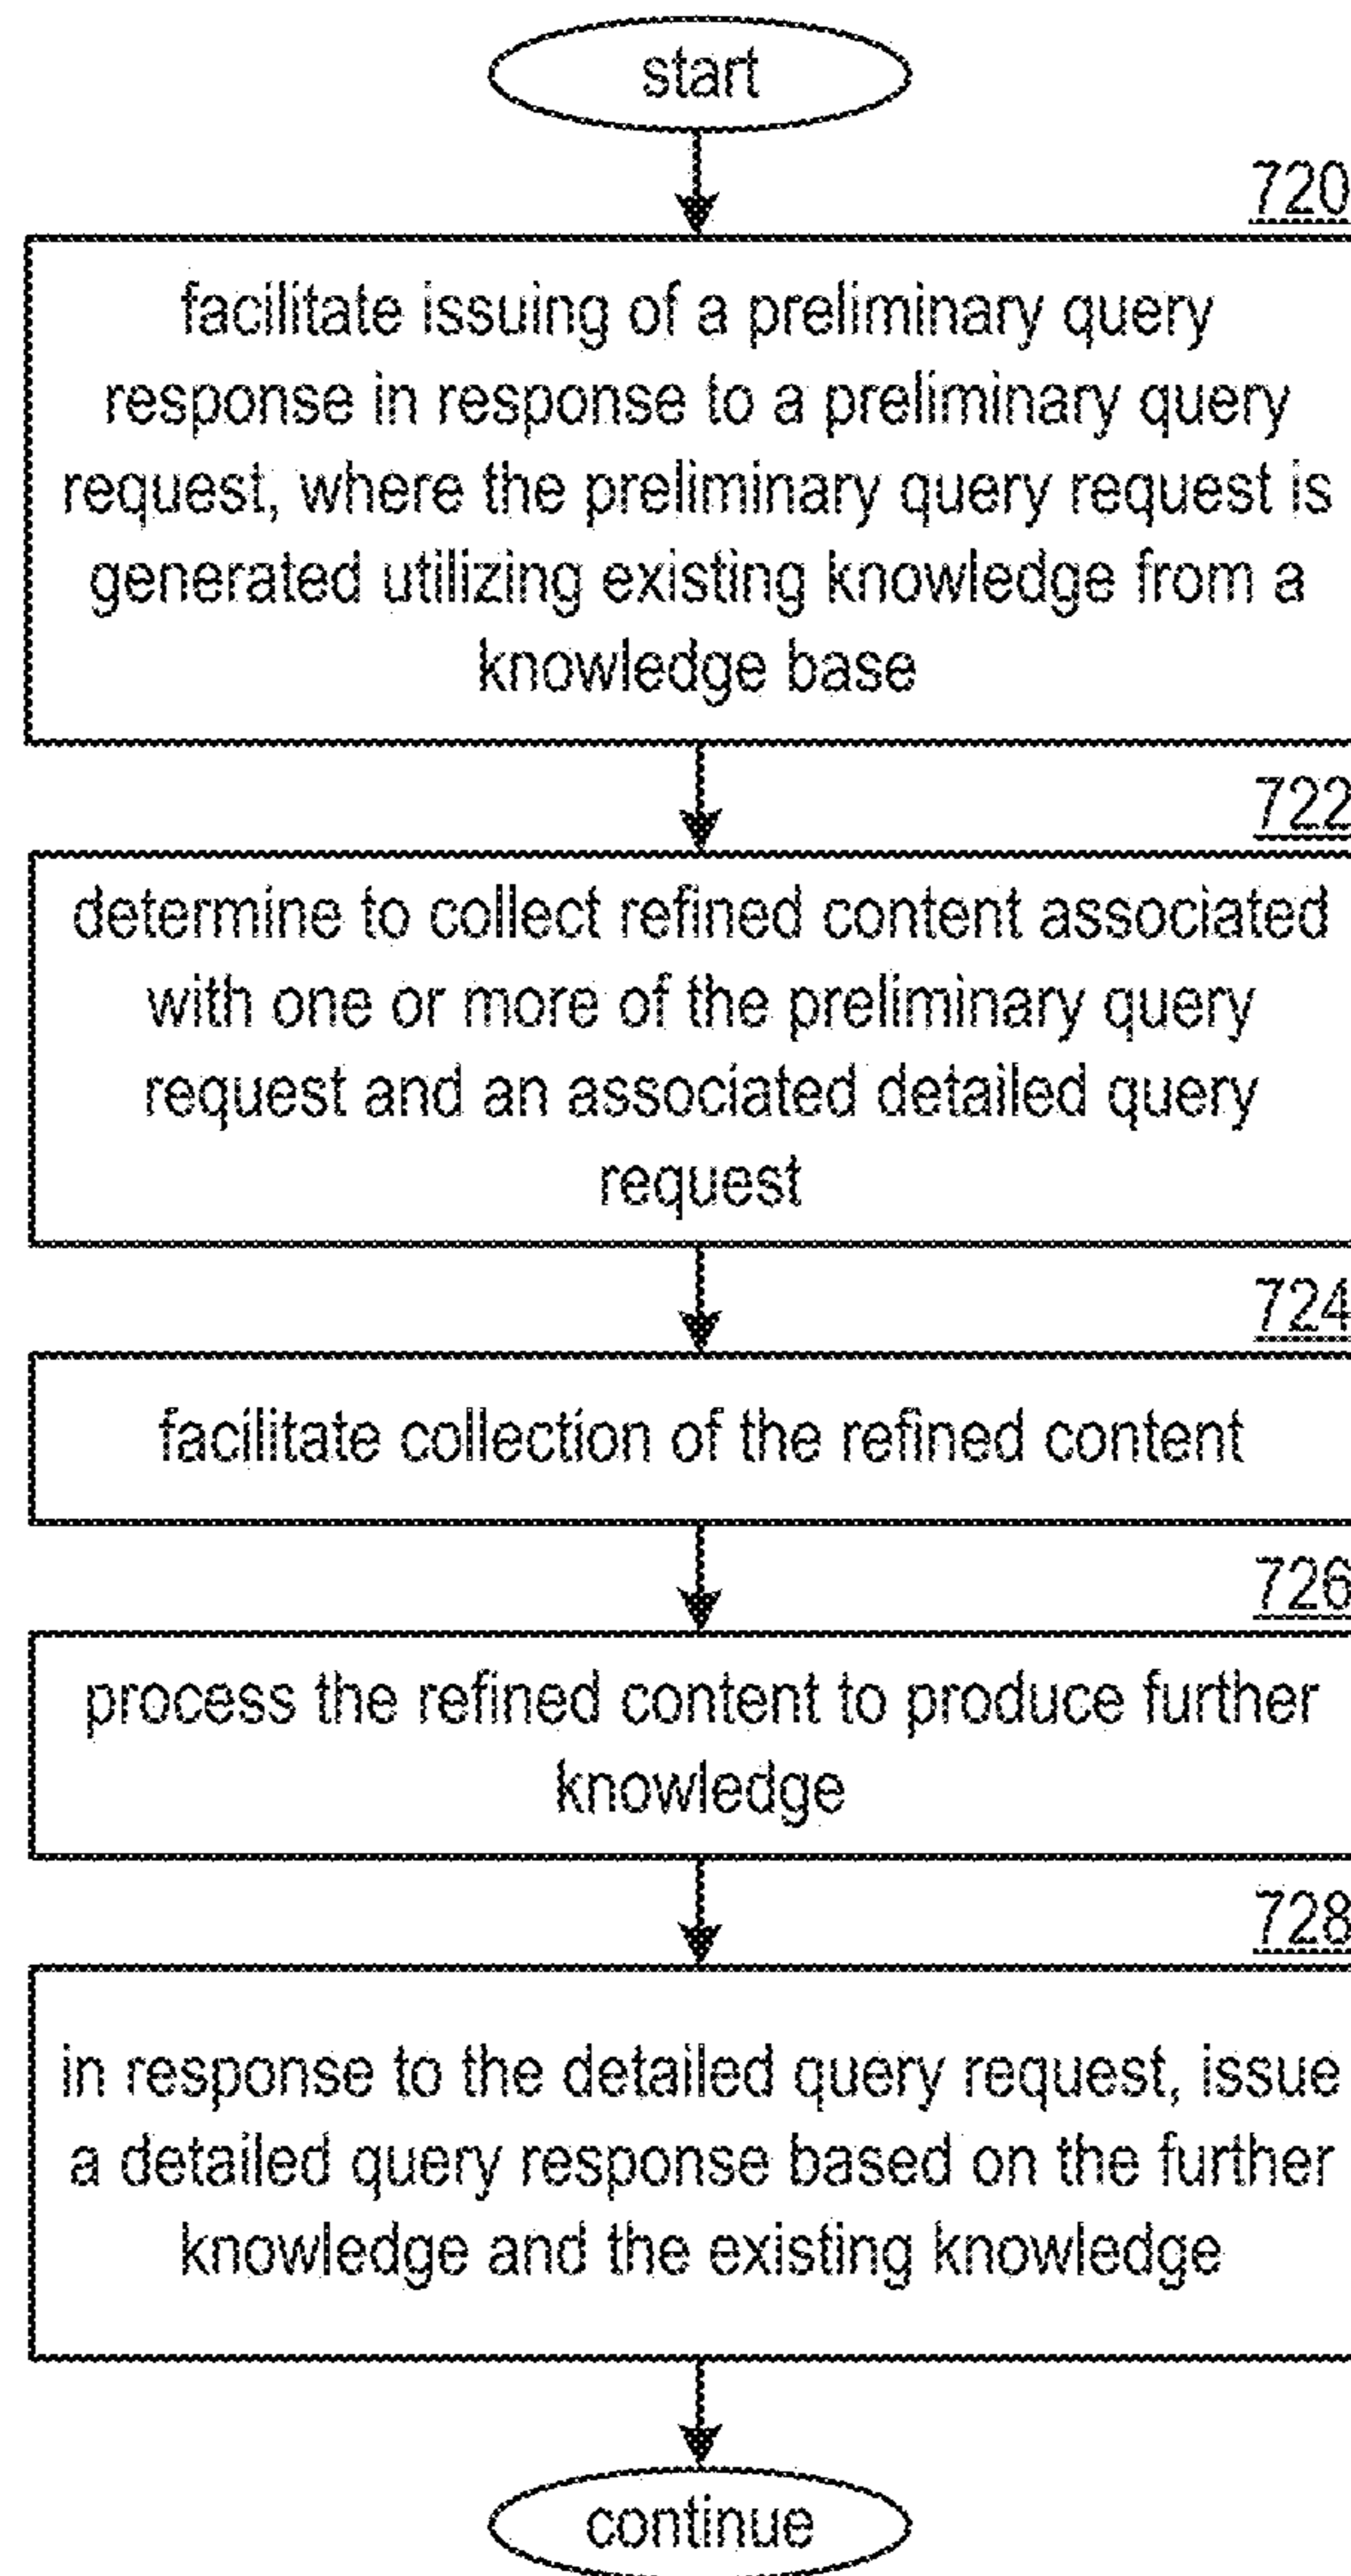 start
720
facilitate issuing of a preliminary query
response in response to a preliminary query
request, where the preliminary query request is
generated utilizing existing knowledge from a
knowledge base
722
determine to collect refined content associated
with one or more of the preliminary query
request and an associated detailed query
request
724
facilitate collection of the refined content
726
process the refined content to produce further
knowledge
728
in response to the detailed query request, issue
a detailed query response based on the further
knowledge and the existing knowledge
continue